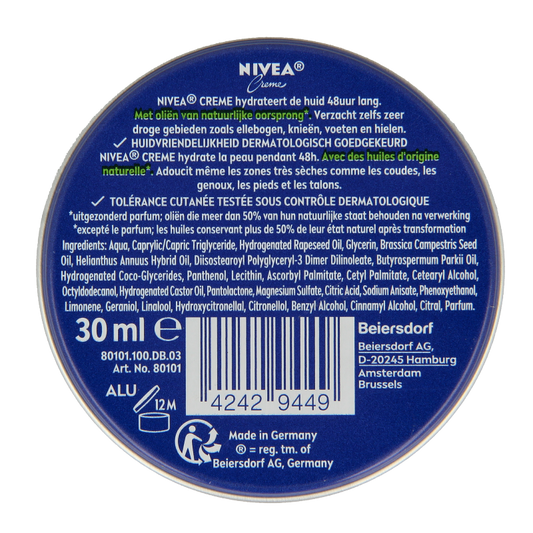 NIVEA®
Creme
NIVEA® CREME hydrateert de huid 48uur lang.
Met oliën van natuurlijke oorsprong*. Verzacht zelfs zeer
droge gebieden zoals ellebogen, knieën, voeten en hielen.
✓ HUIDVRIENDELIJKHEID DERMATOLOGISCH GOEDGEKEURD
NIVEA® CREME hydrate la peau pendant 48h. Avec des huiles d'origine
naturelle*. Adoucit même les zones très sèches comme les coudes, les
genoux, les pieds et les talons.
✓ TOLÉRANCE CUTANÉE TESTÉE SOUS CONTRÔLE DERMATOLOGIQUE
*uitgezonderd parfum; oliën die meer dan 50% van hun natuurlijke staat behouden na verwerking
*excepté le parfum; les huiles conservant plus de 50% de leur état naturel après transformation
Ingredients: Aqua, Caprylic/Capric Triglyceride, Hydrogenated Rapeseed Oil, Glycerin, Brassica Campestris Seed
Oil, Helianthus Annuus Hybrid Oil, Diisostearoyl Polyglyceryl-3 Dimer Dilinoleate, Butyrospermum Parkii Oil,
Hydrogenated Coco-Glycerides, Panthenol, Lecithin, Ascorbyl Palmitate, Cetyl Palmitate, Cetearyl Alcohol,
Octyldodecanol, Hydrogenated Castor Oil, Pantolactone, Magnesium Sulfate, Citric Acid, Sodium Anisate, Phenoxyethanol,
Limonene, Geraniol, Linalool, Hydroxycitronellal, Citronellol, Benzyl Alcohol, Cinnamyl Alcohol, Citral, Parfum.
30 ml ℮
80101.100.DB.03
Art. No. 80101
ALU
12M
4242 9449
Beiersdorf
Beiersdorf AG,
D-20245 Hamburg
Amsterdam
Brussels
Made in Germany
® = reg. tm. of
Beiersdorf AG, Germany